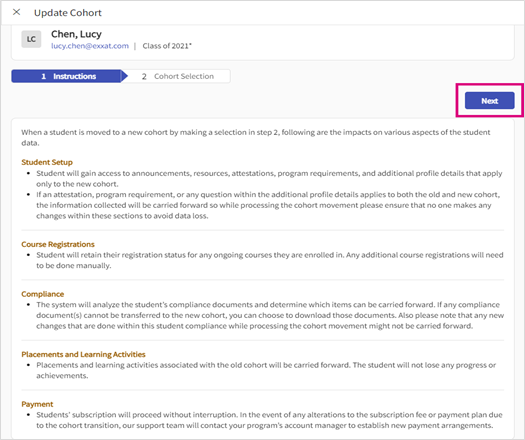 Update Cohort
LC
Chen, Lucy
lucy.chen@exxat.com | Class of 2021*
1 Instructions
2 Cohort Selection
Next
When a student is moved to a new cohort by making a selection in step 2, following are the impacts on various aspects of the student
data.
Student Setup
• Student will gain access to announcements, resources, attestations, program requirements, and additional profile details that apply
only to the new cohort.
• If an attestation, program requirement, or any question within the additional profile details applies to both the old and new cohort,
the information collected will be carried forward so while processing the cohort movement please ensure that no one makes any
changes within these sections to avoid data loss.
Course Registrations
• Student will retain their registration status for any ongoing courses they are enrolled in. Any additional course registrations will need
to be done manually.
Compliance
• The system will analyze the student's compliance documents and determine which items can be carried forward. If any compliance
document(s) cannot be transferred to the new cohort, you can choose to download those documents. Also please note that any new
changes that are done within this student compliance while processing the cohort movement might not be carried forward.
Placements and Learning Activities
• Placements and learning activities associated with the old cohort will be carried forward. The student will not lose any progress or
achievements.
Payment
• Students' subscription will proceed without interruption. In the event of any alterations to the subscription fee or payment plan due
to the cohort transition, our support team will contact your program's account manager to establish new payment arrangements.